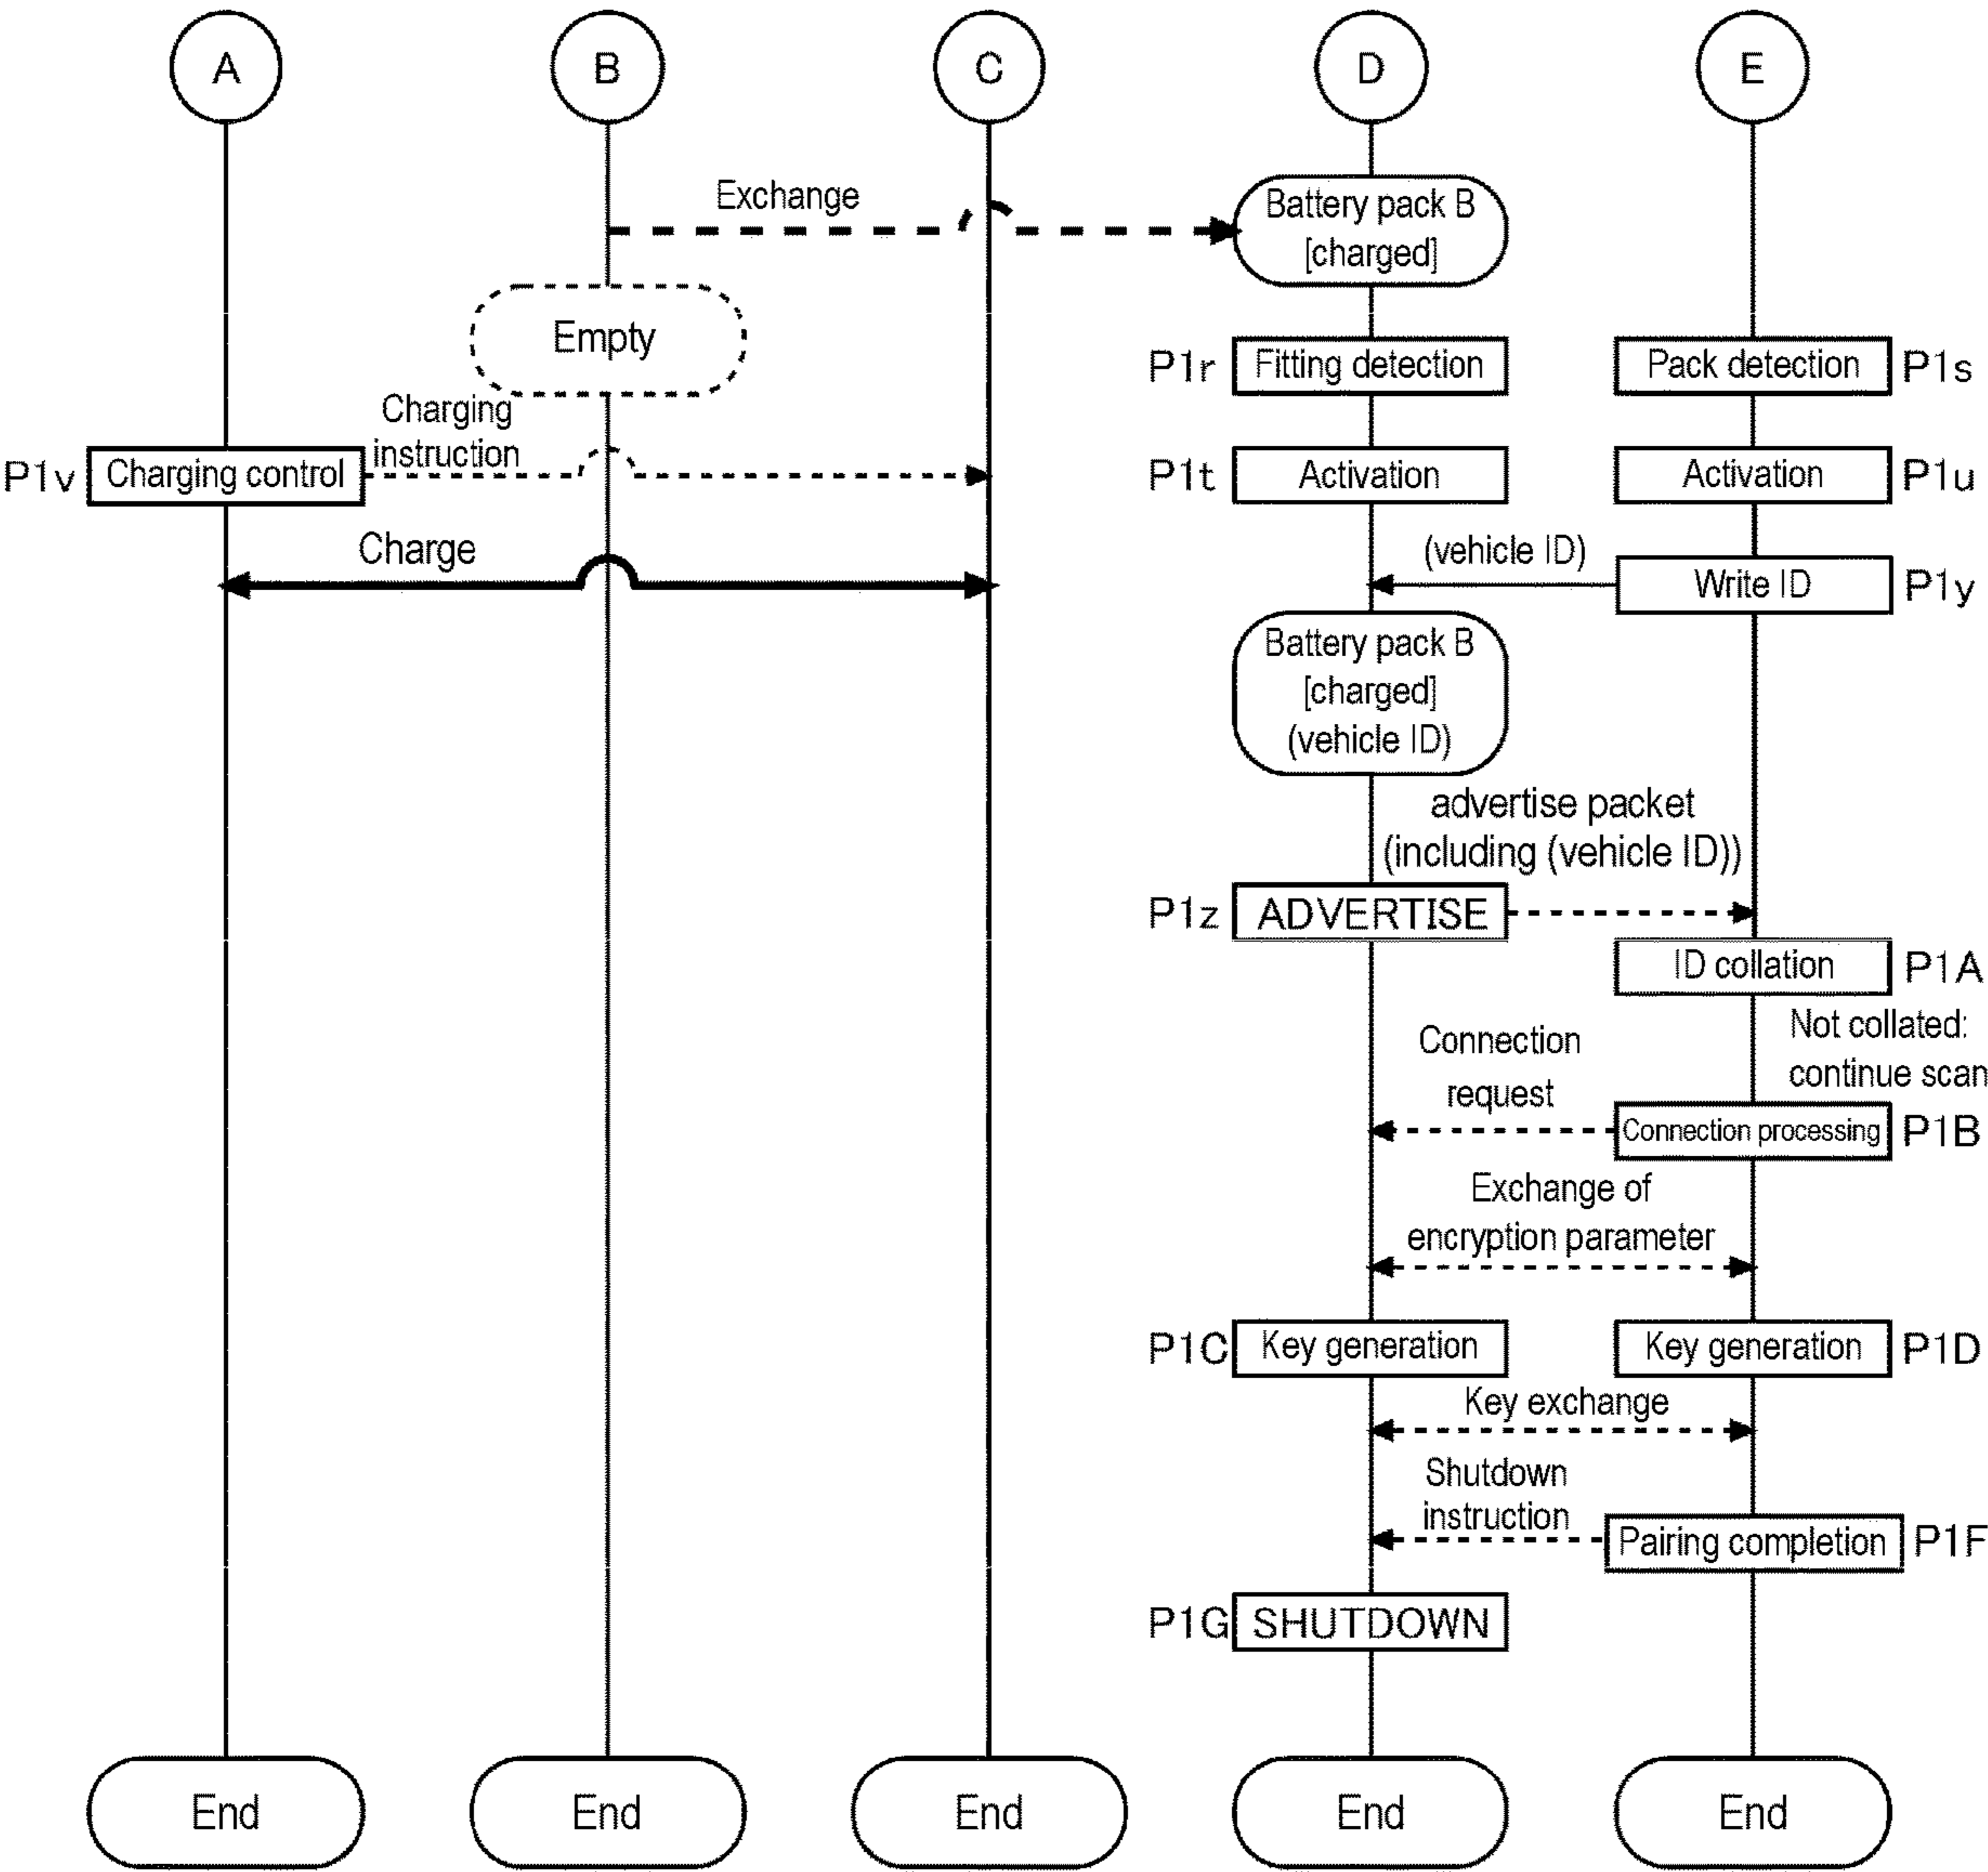 A
B
C
D
E
Exchange
Battery pack B
[charged]
Empty
P1r
Fitting detection
Pack detection
P1s
Charging
instruction
P1v
Charging control
P1t
Activation
Activation
P1u
Charge
(vehicle ID)
Write ID
P1y
Battery pack B
[charged]
(vehicle ID)
advertise packet
(including (vehicle ID))
P1z
ADVERTISE
ID collation
P1A
Not collated:
continue scan
Connection
request
Connection processing
P1B
Exchange of
encryption parameter
P1C
Key generation
Key generation
P1D
Key exchange
Shutdown
instruction
Pairing completion
P1F
P1G
SHUTDOWN
End
End
End
End
End